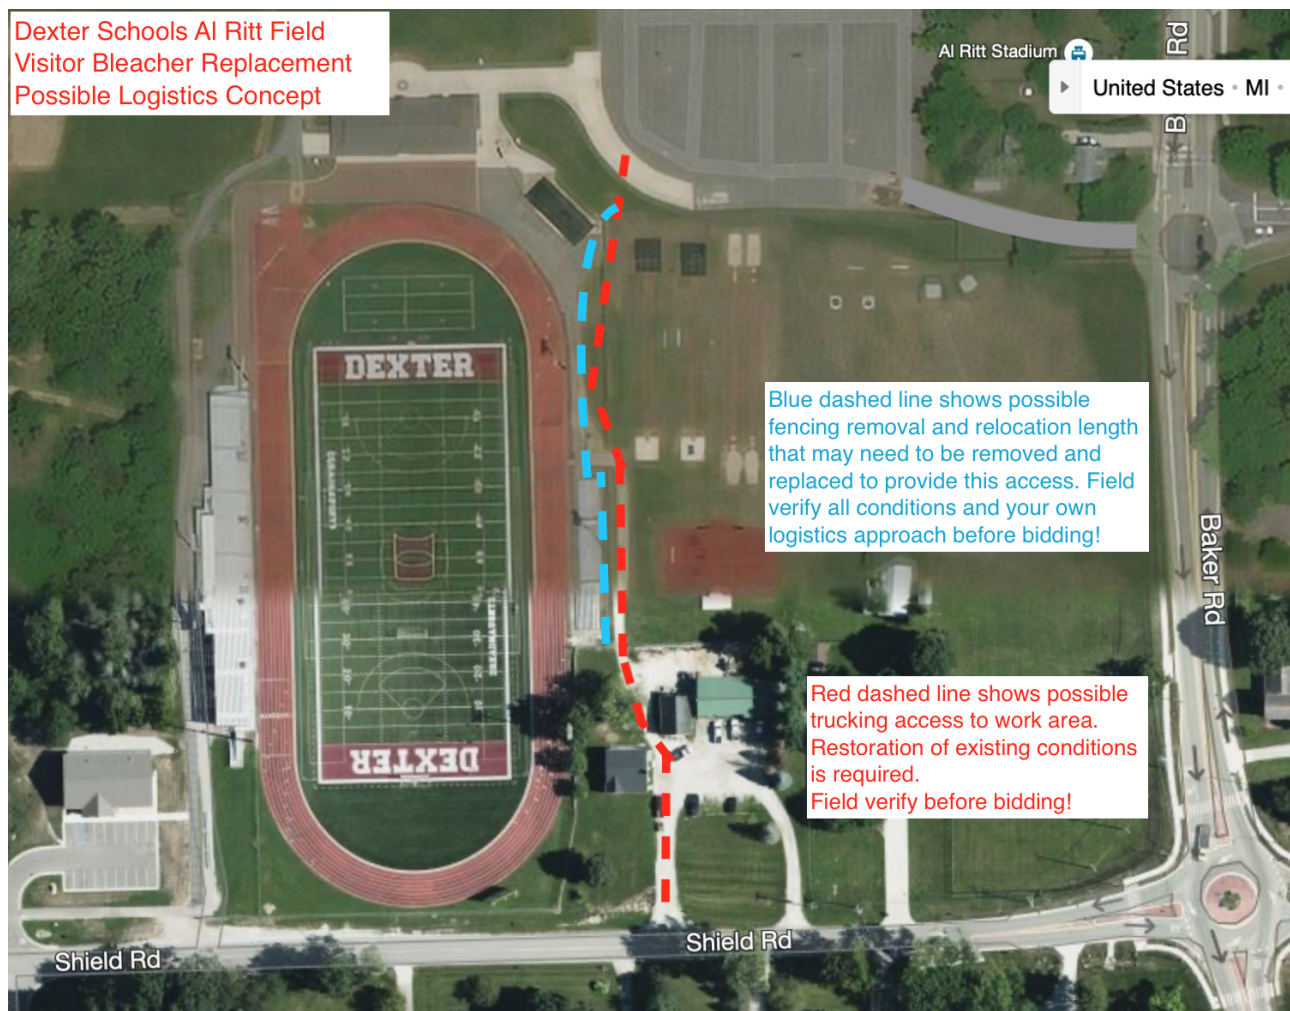 Dexter Schools Al Ritt Field
Visitor Bleacher Replacement
Possible Logistics Concept
Al Ritt Stadium
Rd
B
United States • MI •
DEXTER
Blue dashed line shows possible
fencing removal and relocation length
that may need to be removed and
replaced to provide this access. Field
verify all conditions and your own
logistics approach before bidding!
Baker Rd
DREADNAUGHTS
Red dashed line shows possible
trucking access to work area.
Restoration of existing conditions
is required.
Field verify before bidding!
DEXTER
Shield Rd
Shield Rd